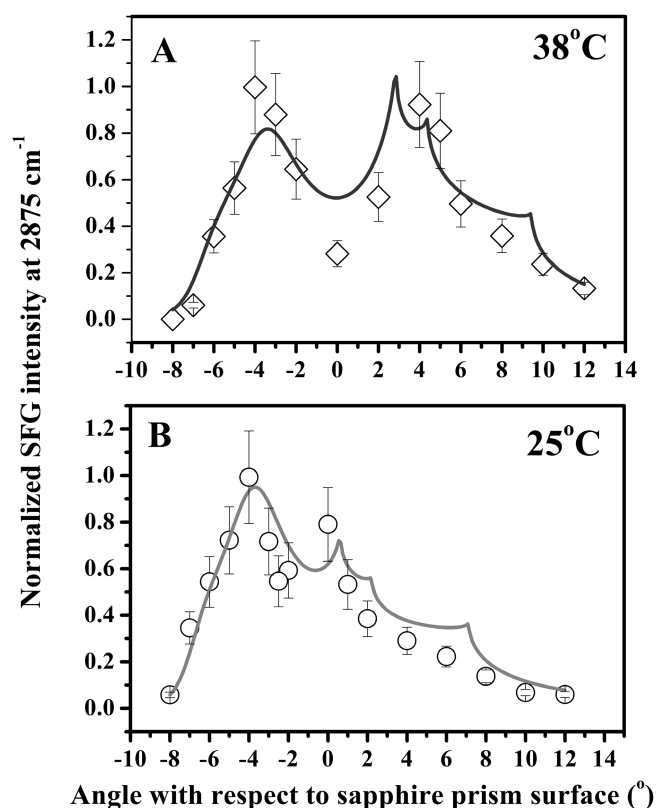 A
38°C
1.2
1.0
0.8
0.6
0.4
0.2
0.0
-10 -8 -6 -4 -2 0 2 4 6 8 10 12 14
B
25°C
1.2
1.0
0.8
0.6
0.4
0.2
0.0
-10 -8 -6 -4 -2 0 2 4 6 8 10 12 14
Normalized SFG intensity at 2875 cm⁻¹
Angle with respect to sapphire prism surface (°)